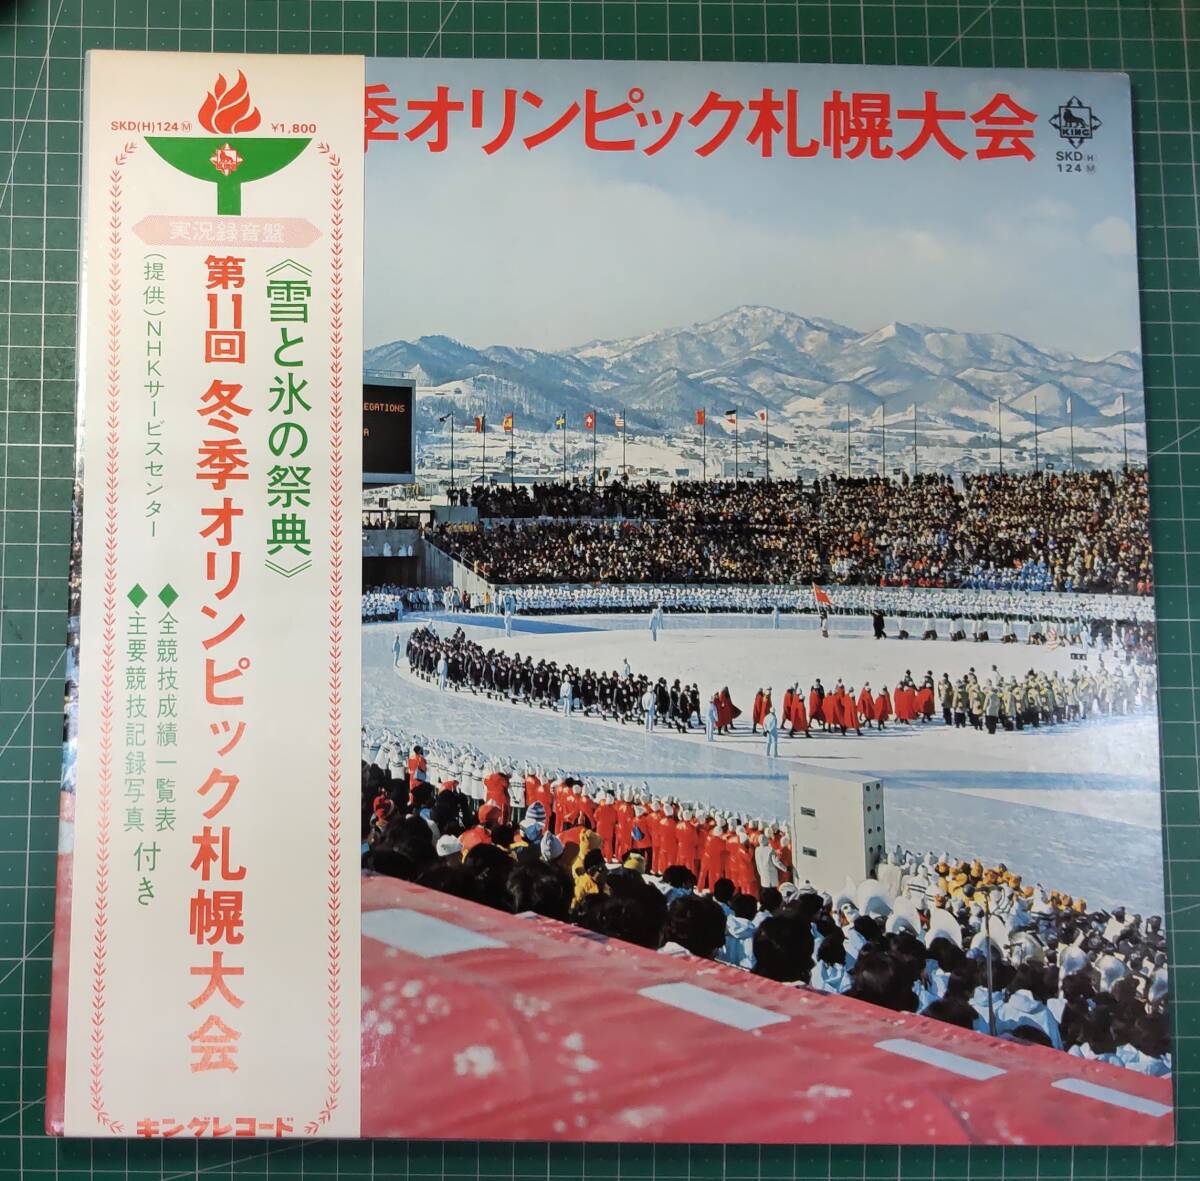 SKD(H)124Ⓜ ¥1,800
実況録音盤
《雪と氷の祭典》
第11回 冬季オリンピック札幌大会
(提供)NHKサービスセンター
◆全競技成績一覧表
◆主要競技記録写真
付き
キングレコード
季オリンピック札幌大会
KING
SKD(H)
124Ⓜ
EGATIONS